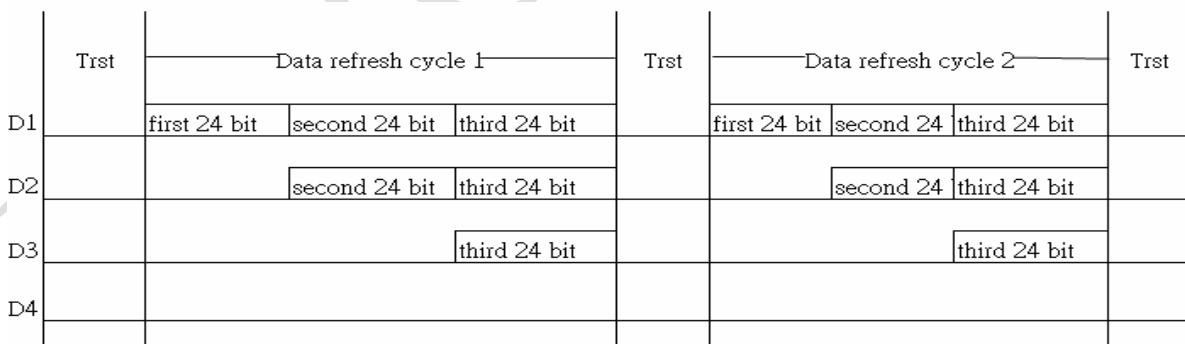 Trst Data refresh cycle 1 Trst Data refresh cycle 2 Trst
D1 first 24 bit second 24 bit third 24 bit first 24 bit second 24 third 24 bit
D2 second 24 bit third 24 bit second 24 third 24 bit
D3 third 24 bit third 24 bit
D4